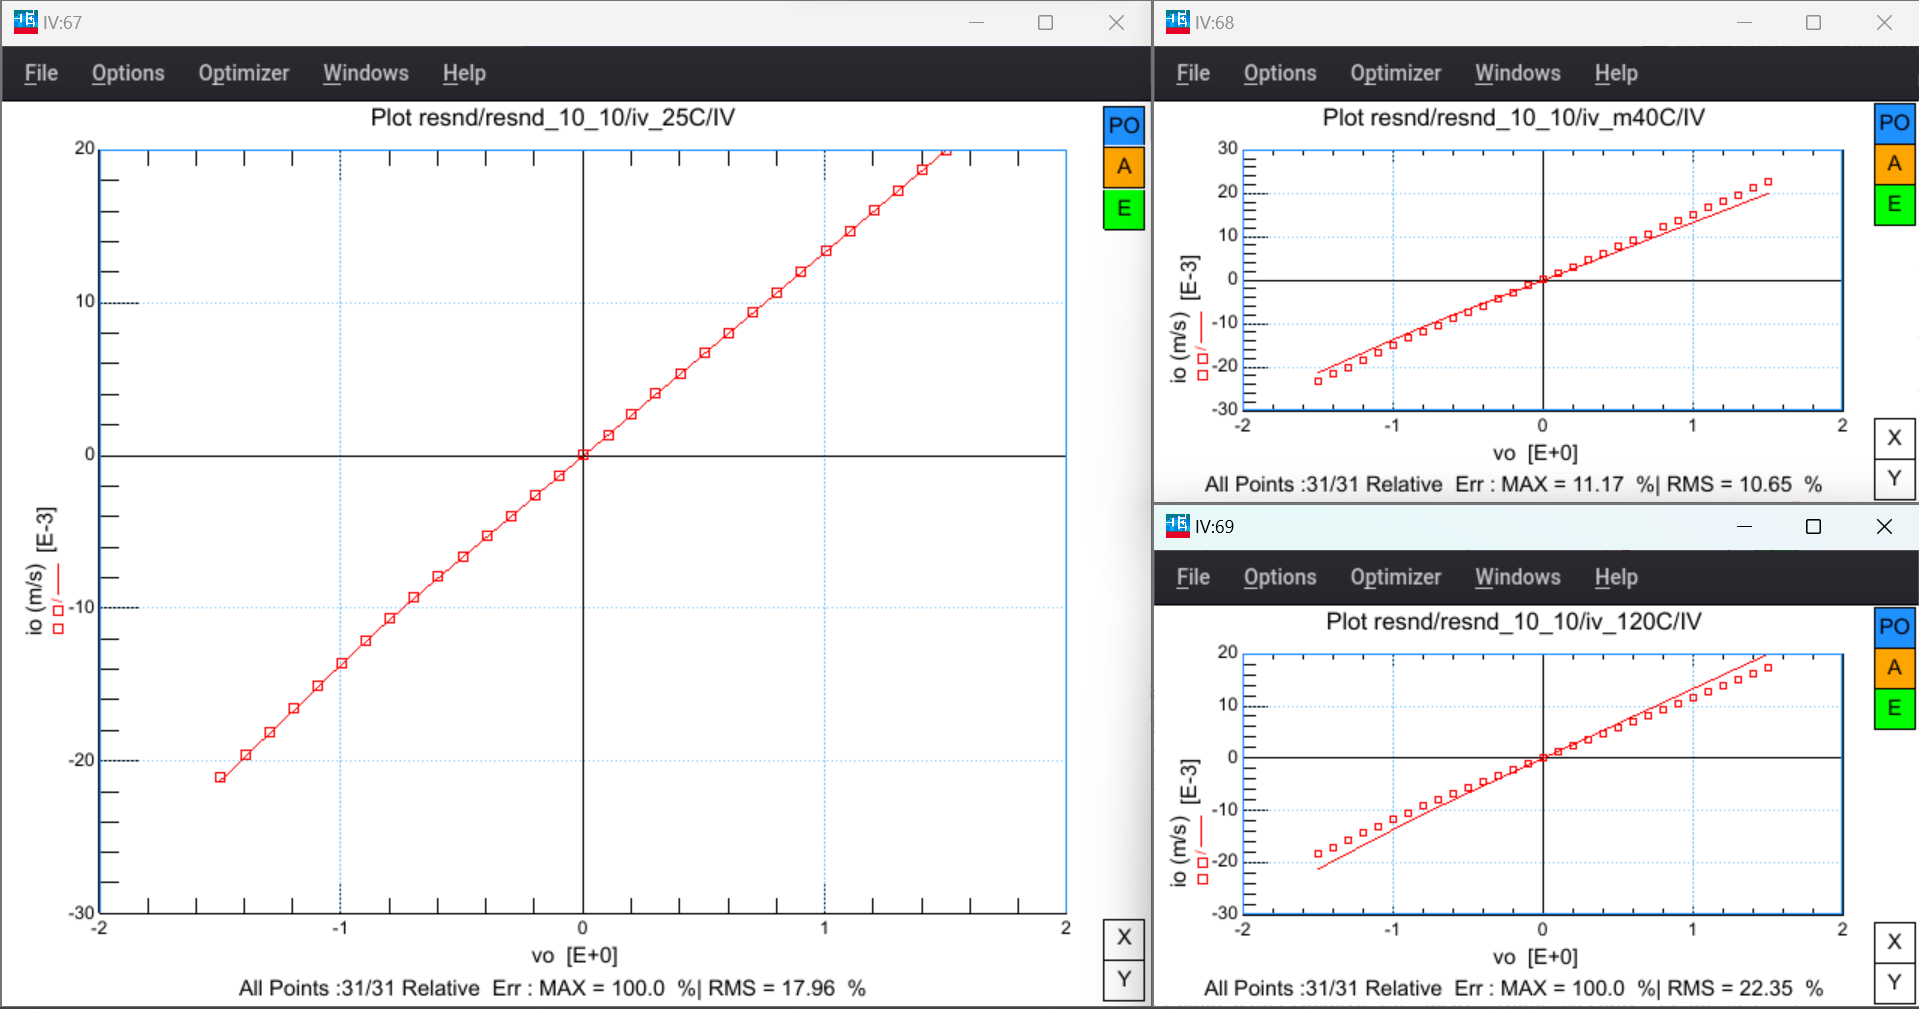 IV:67
File Options Optimizer Windows Help
Plot resnd/resnd_10_10/iv_25C/IV
PO
A
E
20
10
0
-10
-20
-30
io (m/s) [E-3]
-2 -1 0 1 2
vo [E+0]
X
Y
All Points :31/31 Relative Err : MAX = 100.0 %| RMS = 17.96 %
IV:68
File Options Optimizer Windows Help
Plot resnd/resnd_10_10/iv_m40C/IV
PO
A
E
30
20
10
0
-10
-20
-30
io (m/s) [E-3]
-2 -1 0 1 2
vo [E+0]
X
Y
All Points :31/31 Relative Err : MAX = 11.17 %| RMS = 10.65 %
IV:69
File Options Optimizer Windows Help
Plot resnd/resnd_10_10/iv_120C/IV
PO
A
E
20
10
0
-10
-20
-30
io (m/s) [E-3]
-2 -1 0 1 2
vo [E+0]
X
Y
All Points :31/31 Relative Err : MAX = 100.0 %| RMS = 22.35 %